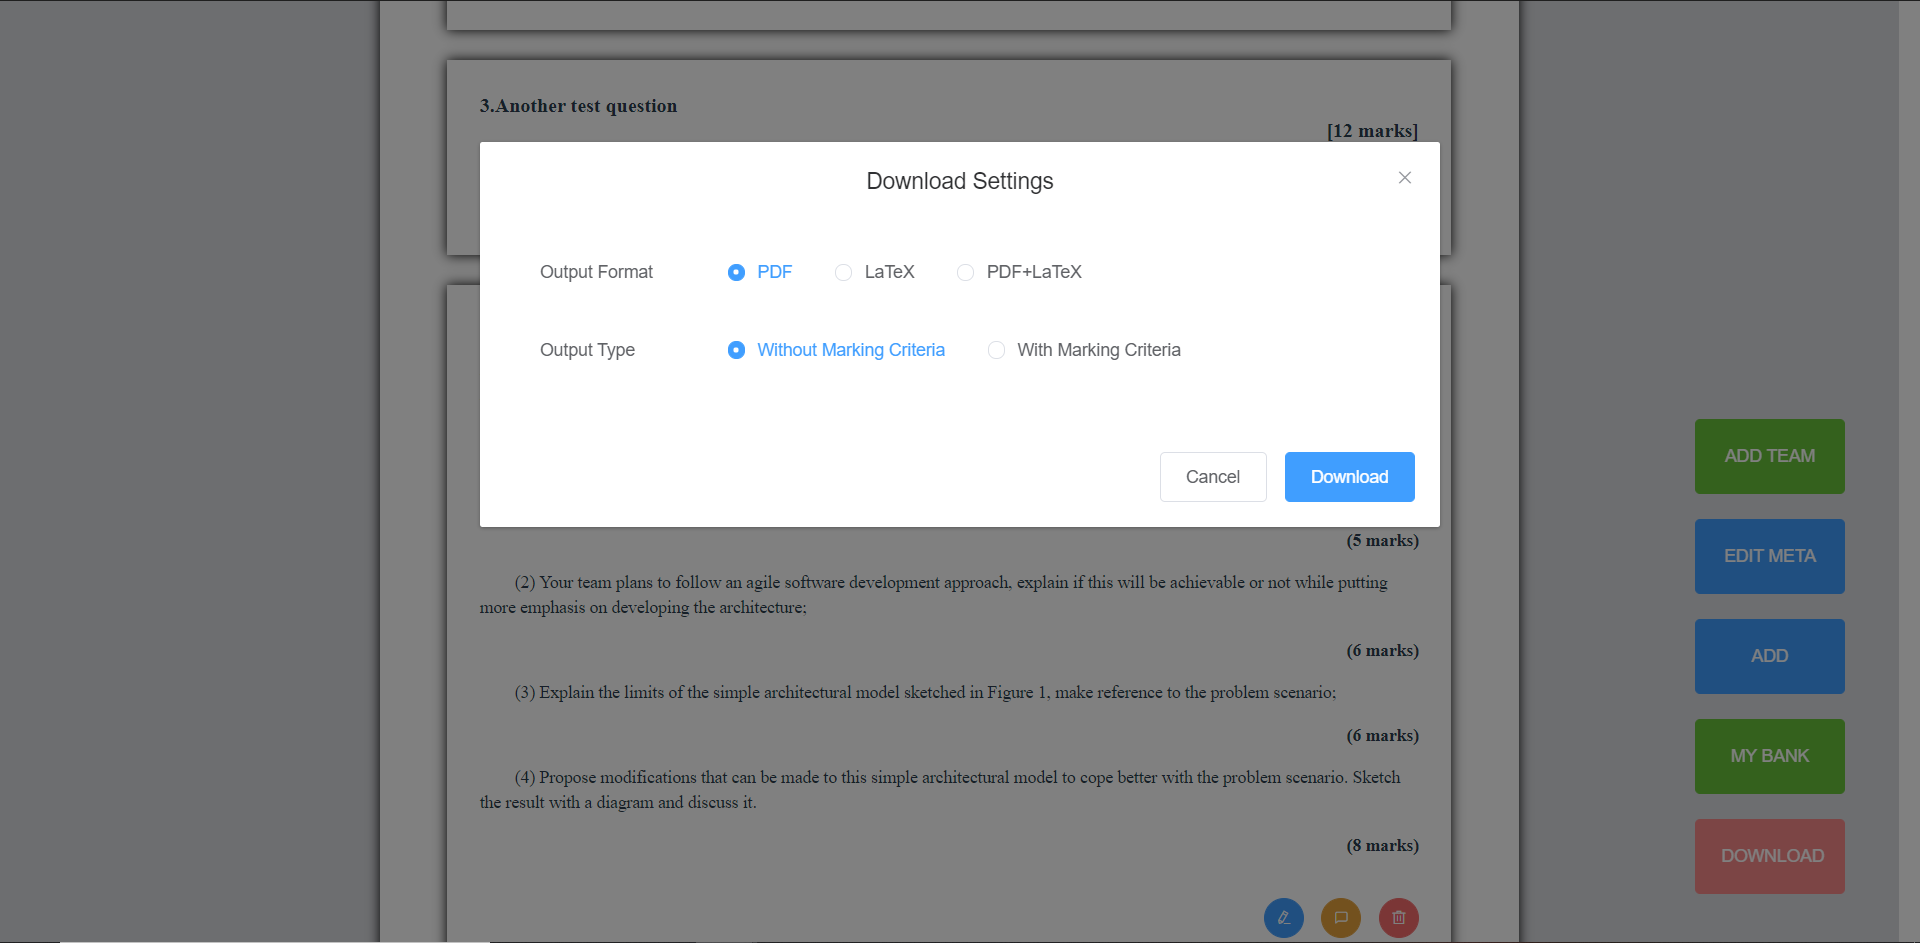 3.Another test question
[12 marks]
Download Settings
Output Format PDF LaTeX PDF+LaTeX
Output Type Without Marking Criteria With Marking Criteria
Cancel Download
(5 marks)
(2) Your team plans to follow an agile software development approach, explain if this will be achievable or not while putting
more emphasis on developing the architecture;
(6 marks)
(3) Explain the limits of the simple architectural model sketched in Figure 1, make reference to the problem scenario;
(6 marks)
(4) Propose modifications that can be made to this simple architectural model to cope better with the problem scenario. Sketch
the result with a diagram and discuss it.
(8 marks)
ADD TEAM
EDIT META
ADD
MY BANK
DOWNLOAD